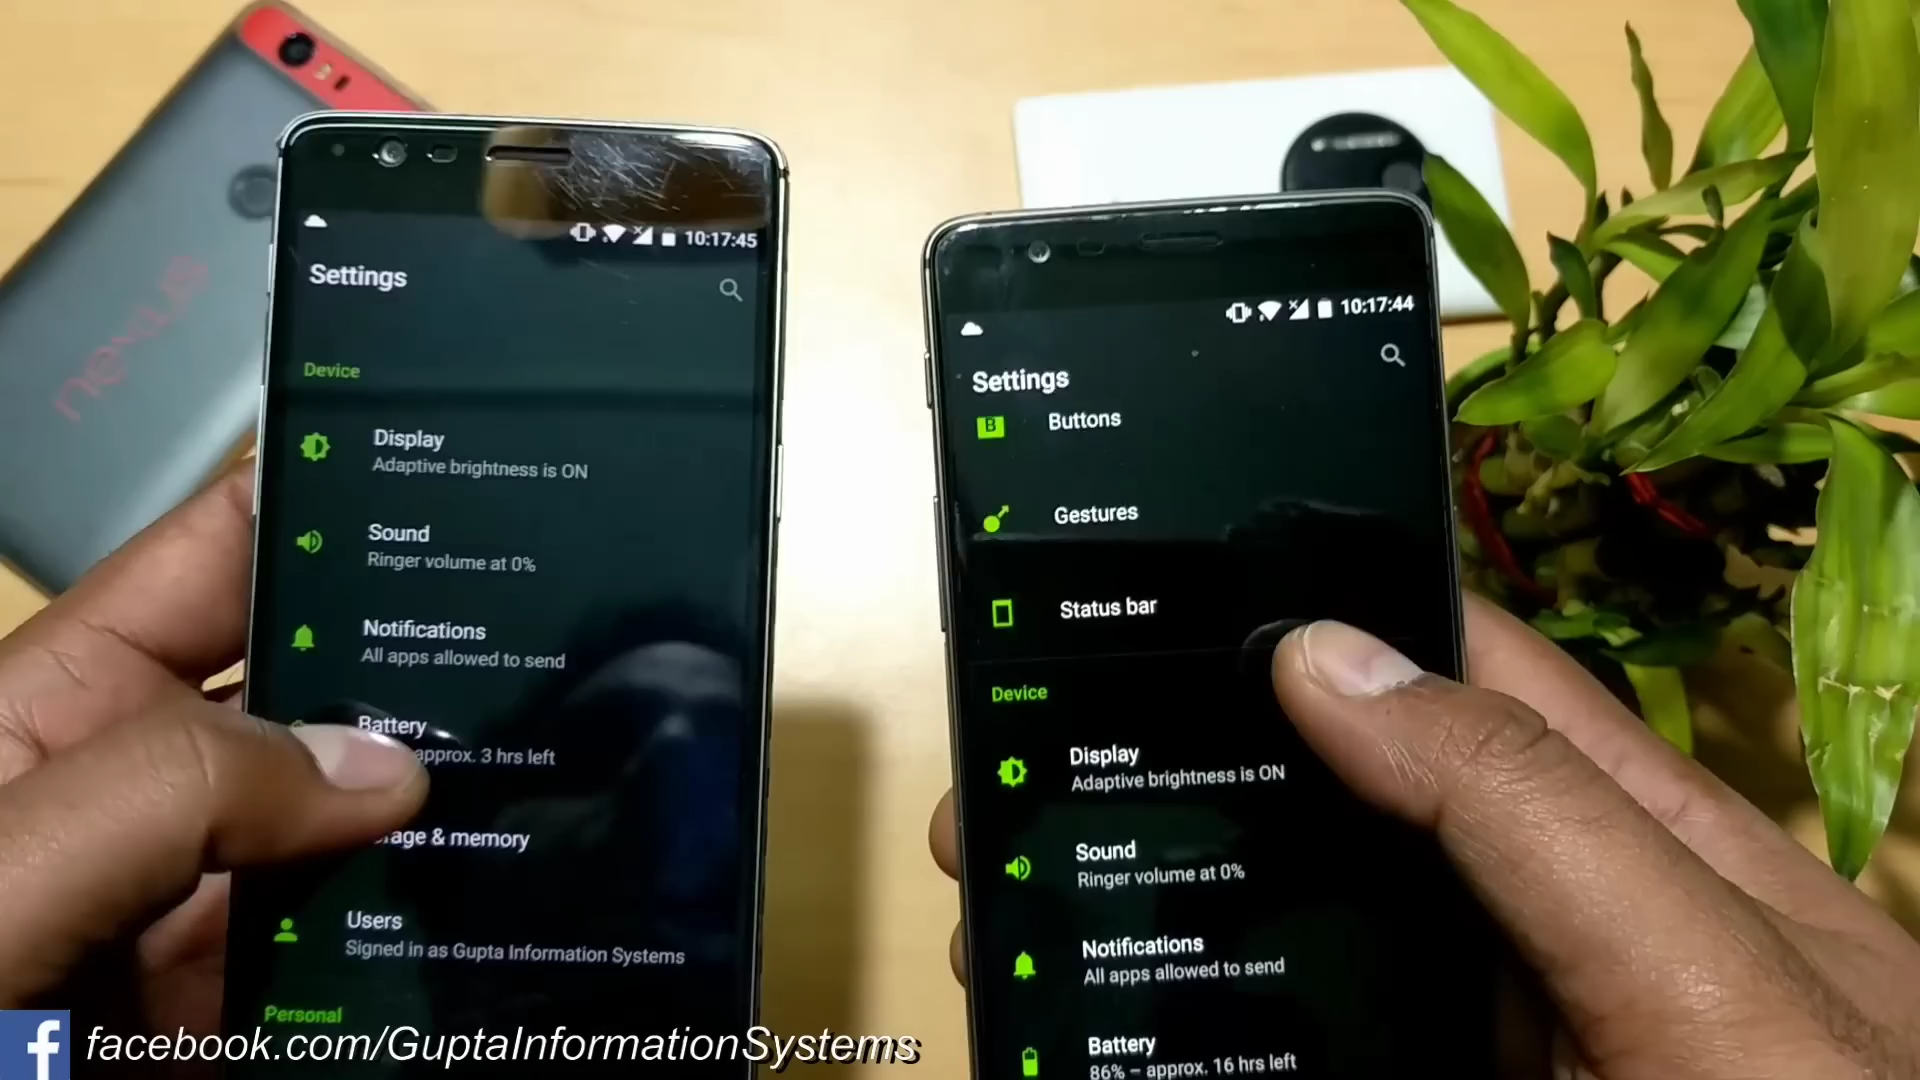 nexus
10:17:45
Settings
Device
Display
Adaptive brightness is ON
Sound
Ringer volume at 0%
Notifications
All apps allowed to send
Battery
approx. 3 hrs left
& memory
Users
Signed in as Gupta Information Systems
Personal
10:17:44
Settings
B
Buttons
Gestures
Status bar
Device
Display
Adaptive brightness is ON
Sound
Ringer volume at 0%
Notifications
All apps allowed to send
Battery
86% – approx. 16 hrs left
f facebook.com/GuptaInformationSystems